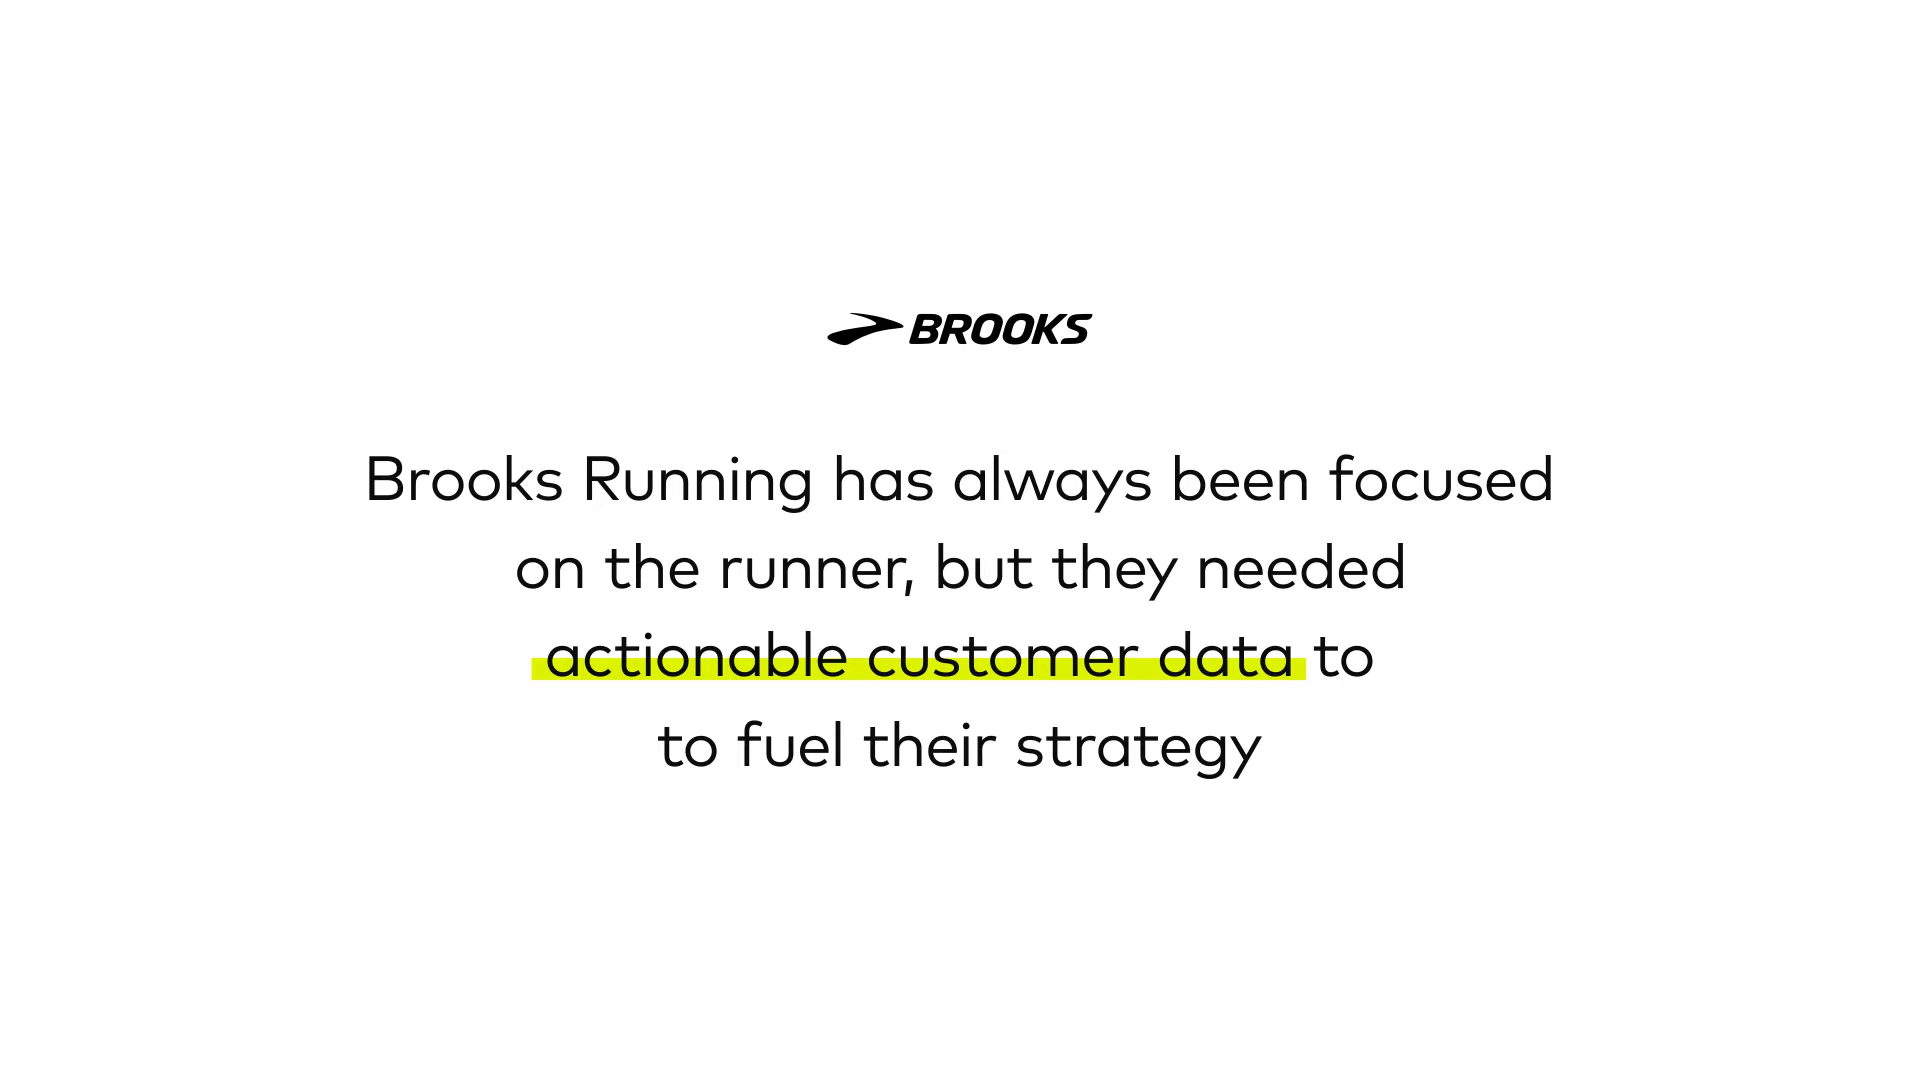 BROOKS
Brooks Running has always been focused
on the runner, but they needed
actionable customer data to
to fuel their strategy